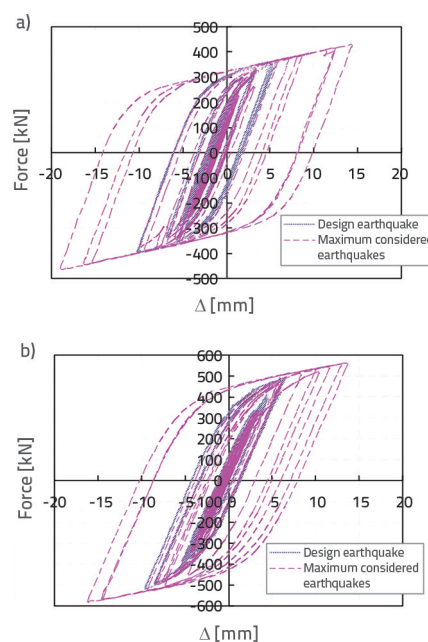 a)
500
400
300
200
100
0
-100
-200
-300
-400
-500
-20 -15 -10 -5 0 5 10 15 20
Force [kN]
Δ [mm]
Design earthquake
Maximum considered
earthquakes
b)
600
500
400
300
200
100
0
-100
-200
-300
-400
-500
-600
-20 -15 -10 -5 0 5 10 15 20
Force [kN]
Δ [mm]
Design earthquake
Maximum considered
earthquakes